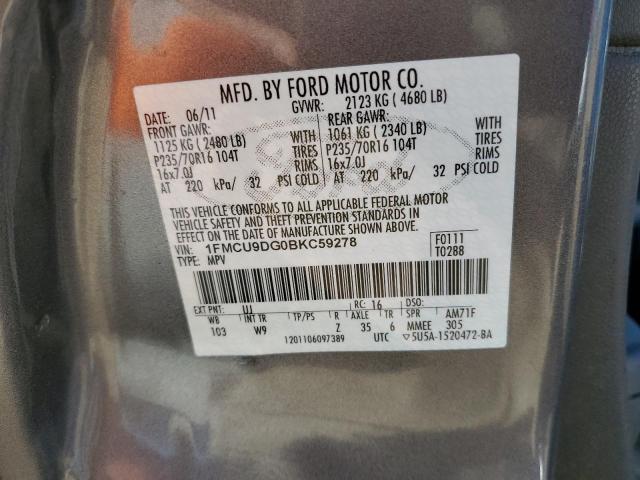 MFD. BY FORD MOTOR CO.
DATE: 06/11 GVWR: 2123 KG ( 4680 LB)
FRONT GAWR: REAR GAWR:
1125 KG ( 2480 LB) WITH 1061 KG ( 2340 LB) WITH
P235/70R16 104T TIRES P235/70R16 104T TIRES
16x7.0J RIMS 16x7.0J RIMS
AT 220 kPa/ 32 PSI COLD AT 220 kPa/ 32 PSI COLD
Ford
THIS VEHICLE CONFORMS TO ALL APPLICABLE FEDERAL MOTOR
VEHICLE SAFETY AND THEFT PREVENTION STANDARDS IN
EFFECT ON THE DATE OF MANUFACTURE SHOWN ABOVE.
VIN: 1FMCU9DG0BKC59278 F0111
TYPE: MPV T0288
EXT PNT: UJ RC: 16 DSO:
WB INT TR TP/PS R AXLE TR SPR AM71F
103 W9 Z 35 6 MMEE 305
1201106097389 UTC ▽5U5A-1520472-BA